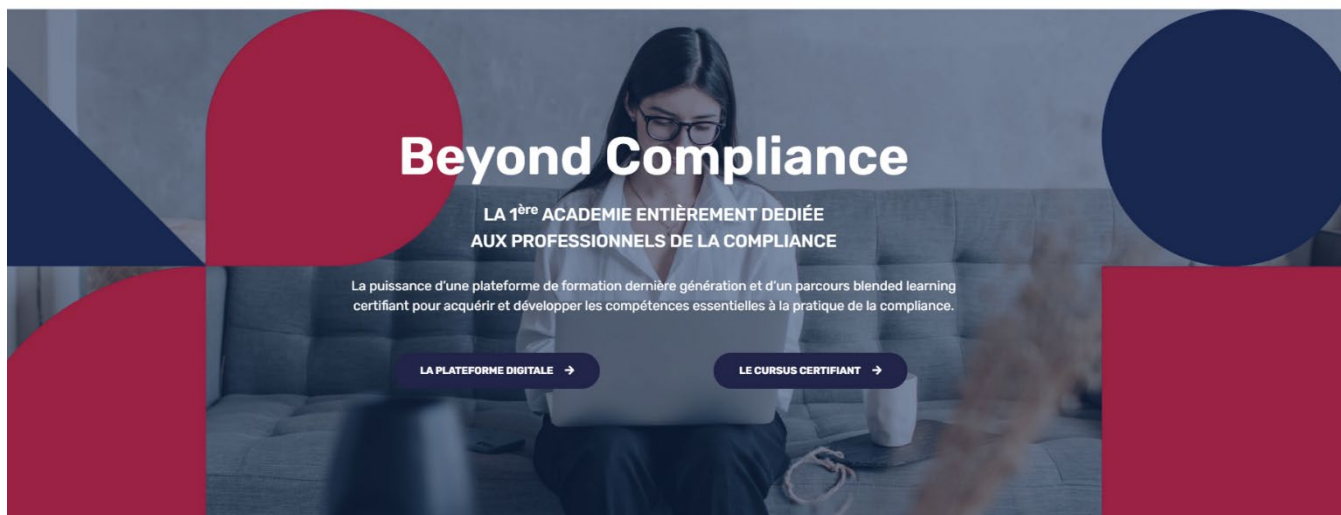 Beyond Compliance
LA 1ère ACADEMIE ENTIÈREMENT DEDIÉE
AUX PROFESSIONNELS DE LA COMPLIANCE
La puissance d'une plateforme de formation dernière génération et d'un parcours blended learning
certifiant pour acquérir et développer les compétences essentielles à la pratique de la compliance.
LA PLATEFORME DIGITALE →
LE CURSUS CERTIFIANT →